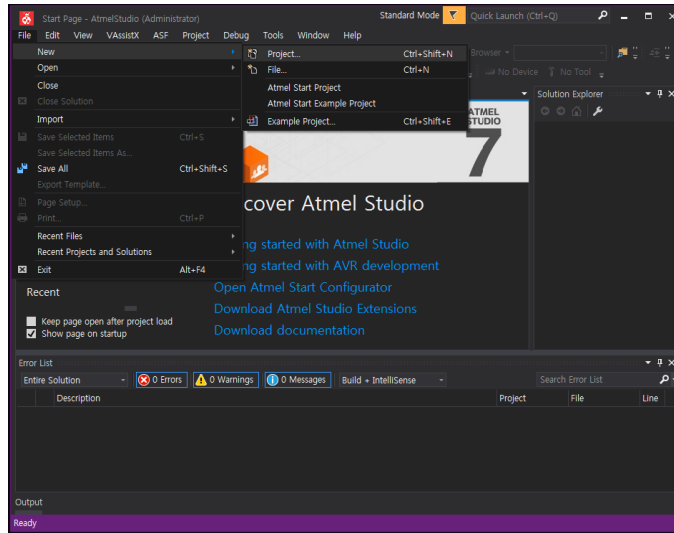 Start Page - AtmelStudio (Administrator)
Standard Mode
Quick Launch (Ctrl+Q)
File Edit View VAssistX ASF Project Debug Tools Window Help
New
Project... Ctrl+Shift+N
Browser
Open
File... Ctrl+N
No Device No Tool
Close
Atmel Start Project
Solution Explorer
Close Solution
Atmel Start Example Project
ATMEL
Import
Example Project... Ctrl+Shift+E
STUDIO
7
Save Selected Items Ctrl+S
Save Selected Items As...
Save All Ctrl+Shift+S
Export Template...
Page Setup...
cover Atmel Studio
Print... Ctrl+P
Recent Files
ng started with Atmel Studio
Recent Projects and Solutions
Exit Alt+F4
ng started with AVR development
Recent
Open Atmel Start Configurator
Download Atmel Studio Extensions
Keep page open after project load
Show page on startup
Download documentation
Error List
Entire Solution
0 Errors
0 Warnings
0 Messages
Build + IntelliSense
Search Error List
Description Project File Line
Output
Ready